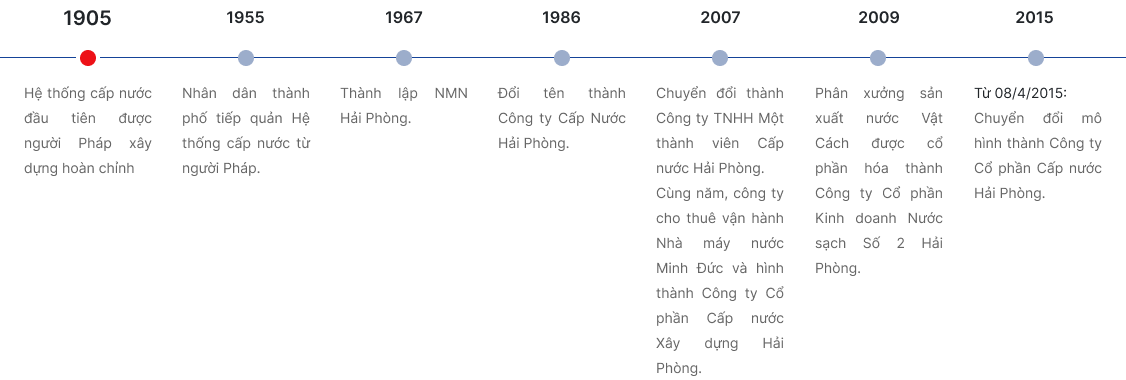 1905
Hệ thống cấp nước
đầu tiên được
người Pháp xây
dựng hoàn chỉnh
1955
Nhân dân thành
phố tiếp quản Hệ
thống cấp nước từ
người Pháp.
1967
Thành lập NMN
Hải Phòng.
1986
Đổi tên thành
Công ty Cấp Nước
Hải Phòng.
2007
Chuyển đổi thành
Công ty TNHH Một
thành viên Cấp
nước Hải Phòng.
Cùng năm, công ty
cho thuê vận hành
Nhà máy nước
Minh Đức và hình
thành Công ty Cổ
phần Cấp nước
Xây dựng Hải
Phòng.
2009
Phân xưởng sản
xuất nước Vật
Cách được cổ
phần hóa thành
Công ty Cổ phần
Kinh doanh Nước
sạch Số 2 Hải
Phòng.
2015
Từ 08/4/2015:
Chuyển đổi mô
hình thành Công ty
Cổ phần Cấp nước
Hải Phòng.